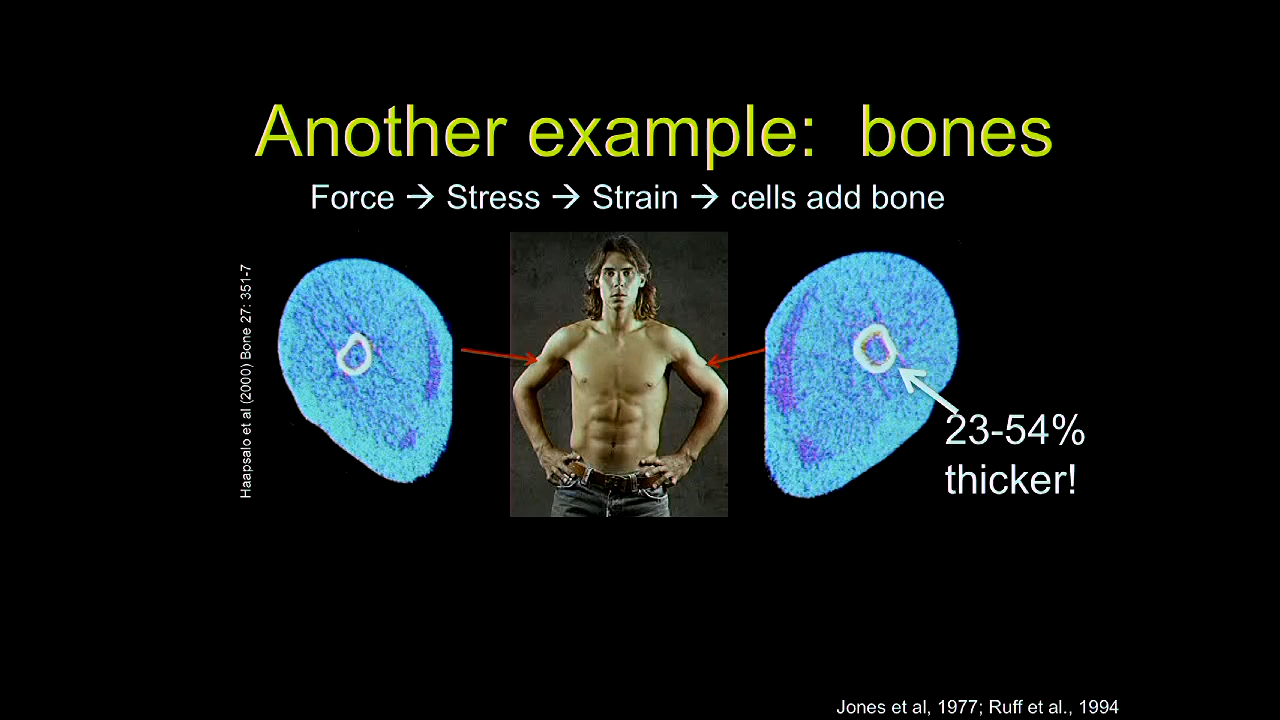 Another example: bones
Force → Stress → Strain → cells add bone
Haapsalo et al (2000) Bone 27: 351-7
23-54%
thicker!
Jones et al, 1977; Ruff et al., 1994